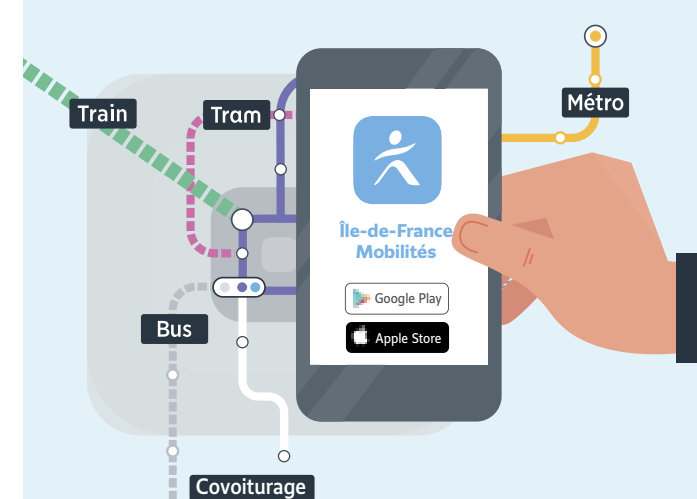 Métro
Train
Tram
Île-de-France
Mobilités
Google Play
Bus
Apple Store
Covoiturage